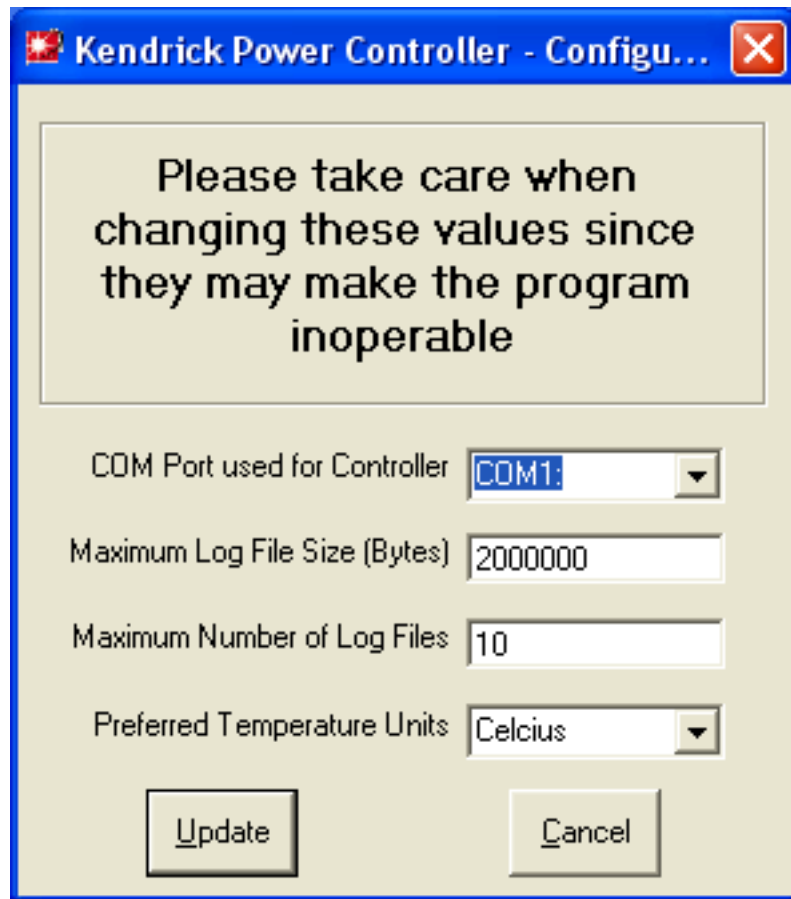 Kendrick Power Controller - Configu...
Please take care when
changing these values since
they may make the program
inoperable
COM Port used for Controller COM1:
Maximum Log File Size (Bytes) 2000000
Maximum Number of Log Files 10
Preferred Temperature Units Celcius
Update Cancel